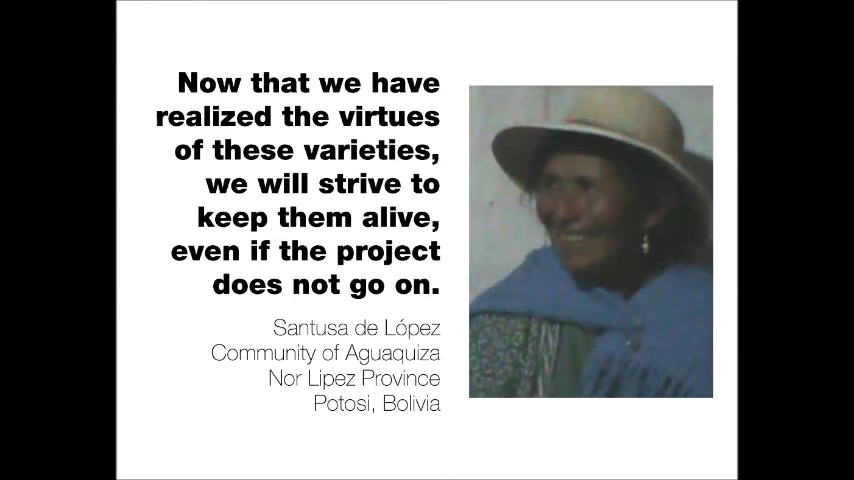 Now that we have
realized the virtues
of these varieties,
we will strive to
keep them alive,
even if the project
does not go on.
Santusa de López
Community of Aguaquiza
Nor Lipez Province
Potosi, Bolivia